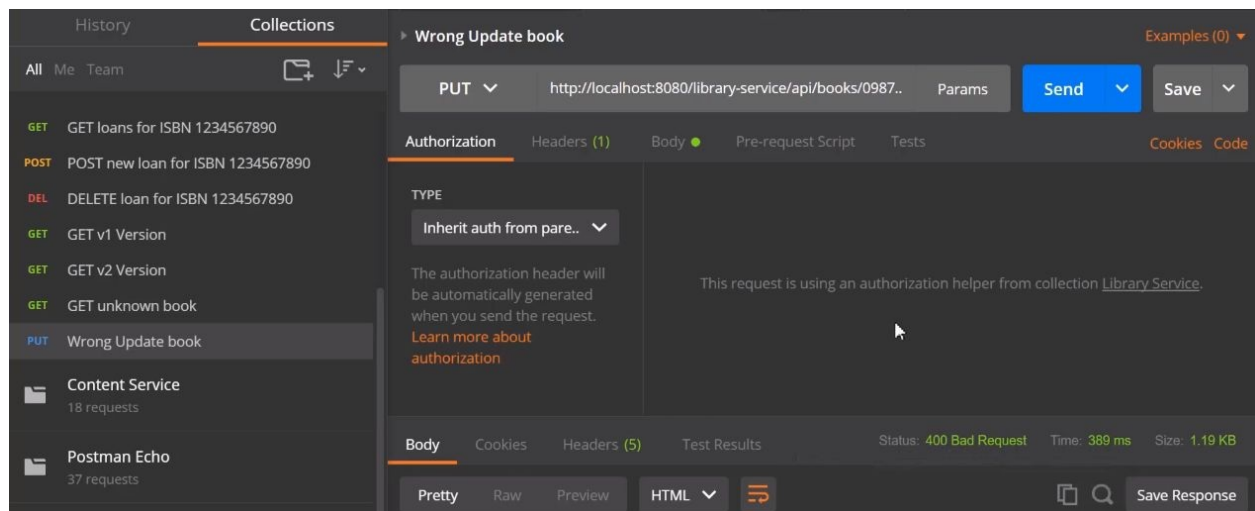 History Collections
All Me Team
GET GET loans for ISBN 1234567890
POST POST new loan for ISBN 1234567890
DEL DELETE loan for ISBN 1234567890
GET GET v1 Version
GET GET v2 Version
GET GET unknown book
PUT Wrong Update book
Content Service
18 requests
Postman Echo
37 requests
Wrong Update book Examples (0)
PUT http://localhost:8080/library-service/api/books/0987.. Params Send Save
Authorization Headers (1) Body Pre-request Script Tests Cookies Code
TYPE
Inherit auth from pare..
The authorization header will
be automatically generated
when you send the request.
Learn more about
authorization
This request is using an authorization helper from collection Library Service.
Body Cookies Headers (5) Test Results Status: 400 Bad Request Time: 389 ms Size: 1.19 KB
Pretty Raw Preview HTML Save Response